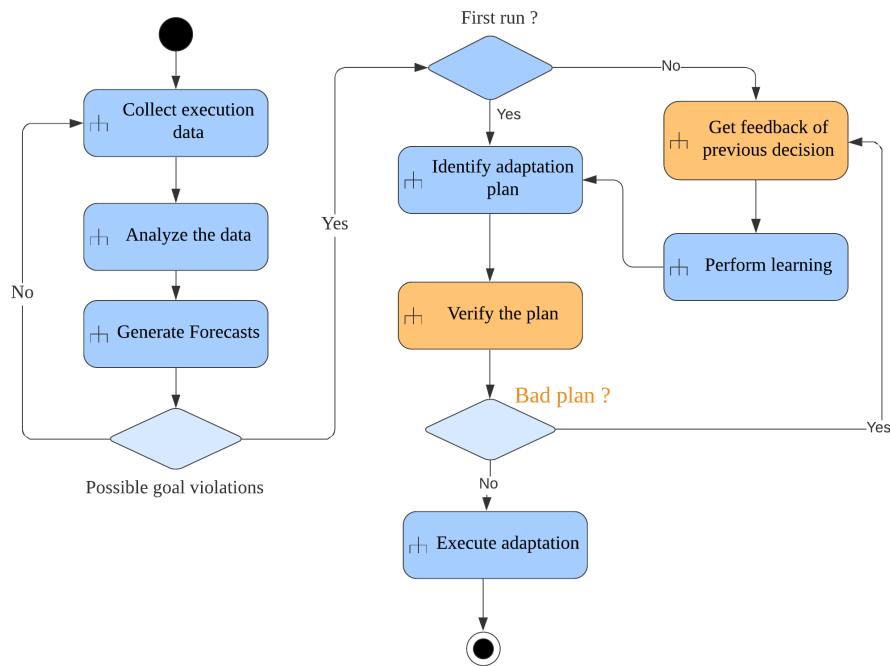 First run ?
Collect execution
data
Analyze the data
Generate Forecasts
Possible goal violations
No
Yes
No
Yes
Identify adaptation
plan
Get feedback of
previous decision
Perform learning
Verify the plan
Bad plan ?
Yes
No
Execute adaptation